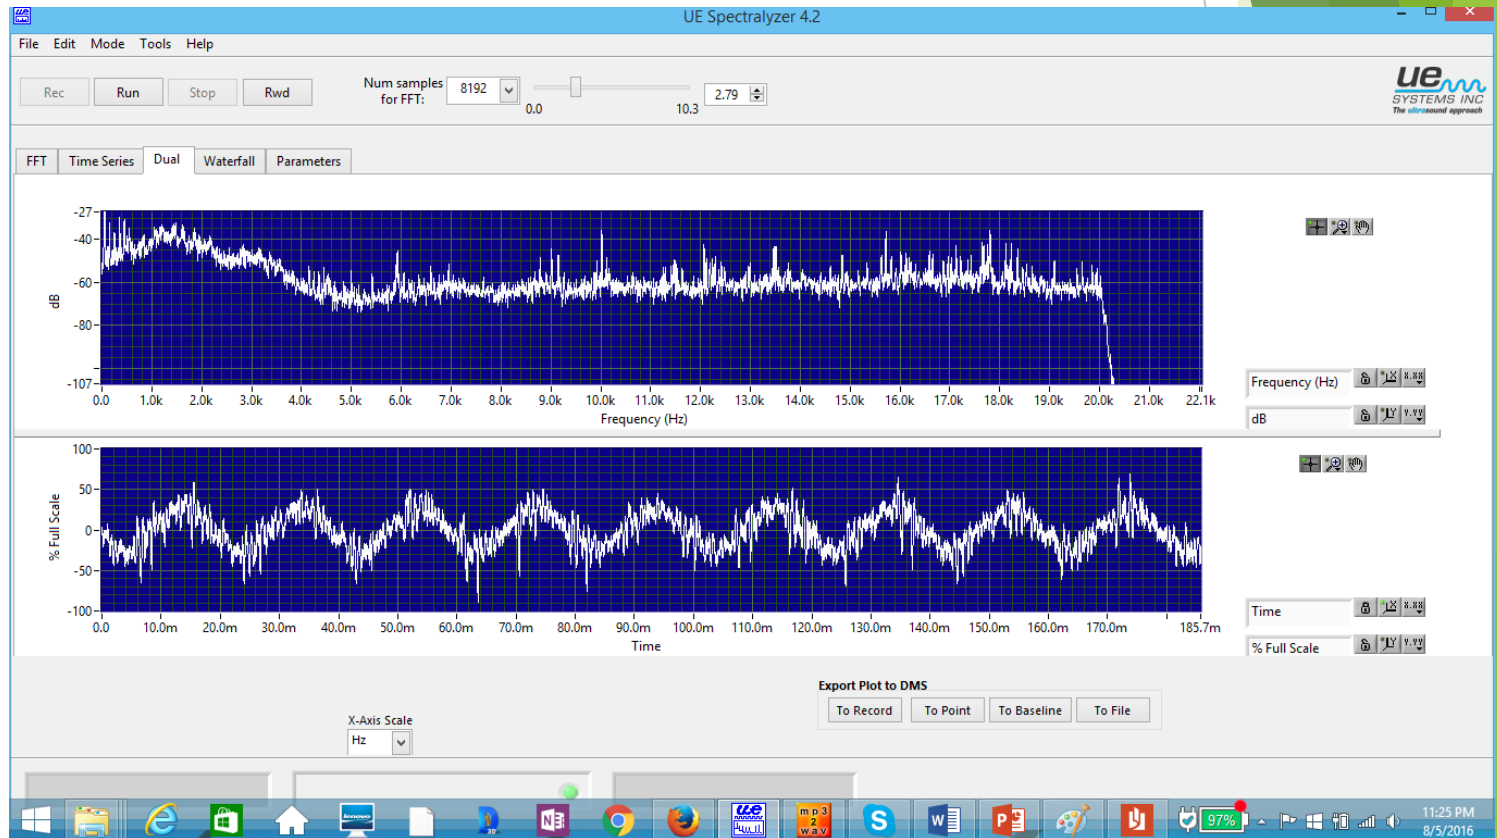 UE Spectralyzer 4.2
File Edit Mode Tools Help
Rec Run Stop Rwd
Num samples for FFT: 8192
0.0 10.3 2.79
ue
SYSTEMS INC
The ultrasound approach
FFT Time Series Dual Waterfall Parameters
-27
-40
-60
-80
-107
dB
0.0 1.0k 2.0k 3.0k 4.0k 5.0k 6.0k 7.0k 8.0k 9.0k 10.0k 11.0k 12.0k 13.0k 14.0k 15.0k 16.0k 17.0k 18.0k 19.0k 20.0k 21.0k 22.1k
Frequency (Hz)
Frequency (Hz)
dB
100
50
0
-50
-100
% Full Scale
0.0 10.0m 20.0m 30.0m 40.0m 50.0m 60.0m 70.0m 80.0m 90.0m 100.0m 110.0m 120.0m 130.0m 140.0m 150.0m 160.0m 170.0m 185.7m
Time
Time
% Full Scale
Export Plot to DMS
To Record To Point To Baseline To File
X-Axis Scale
Hz
lenovo
mp3
2
wav
97%
11:25 PM
8/5/2016